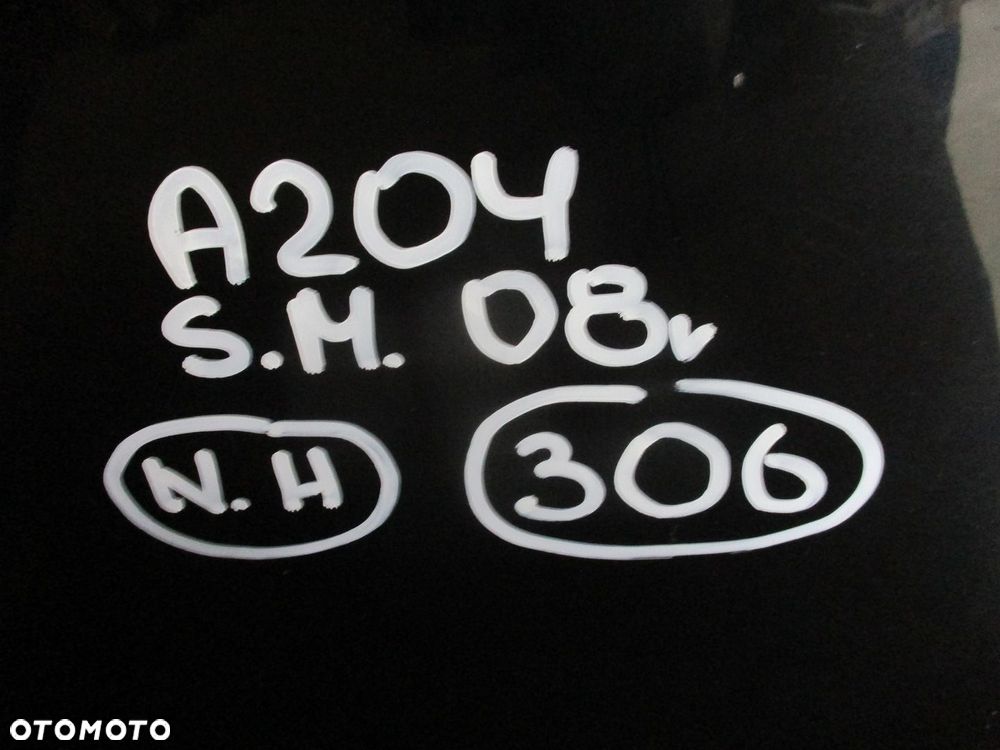 A204
S.M. 08r
N.H 306
OTOMOTO